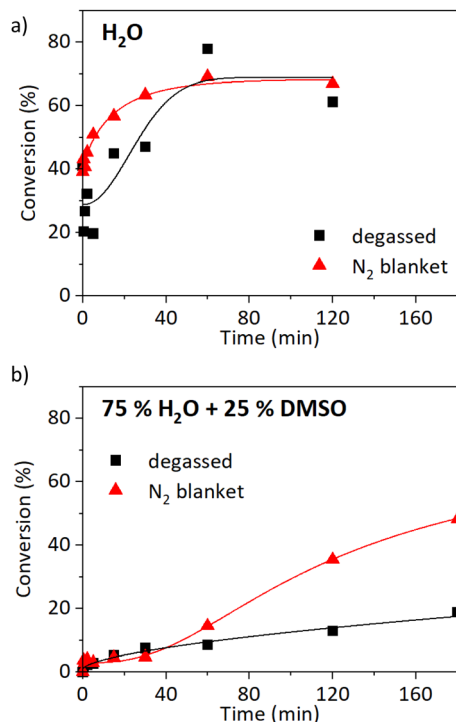 a)
H₂O
80
60
40
20
0
Conversion (%)
degassed
N₂ blanket
0 40 80 120 160
Time (min)
b)
75 % H₂O + 25 % DMSO
80
60
40
20
0
Conversion (%)
degassed
N₂ blanket
0 40 80 120 160
Time (min)